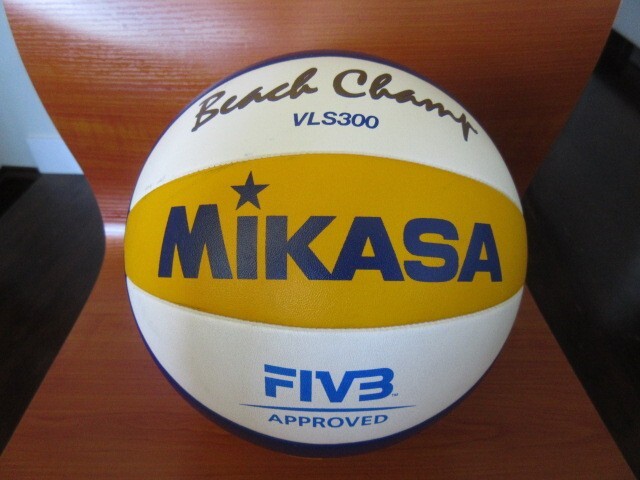 Beach Champ
VLS300
MIKASA
FIVB
APPROVED